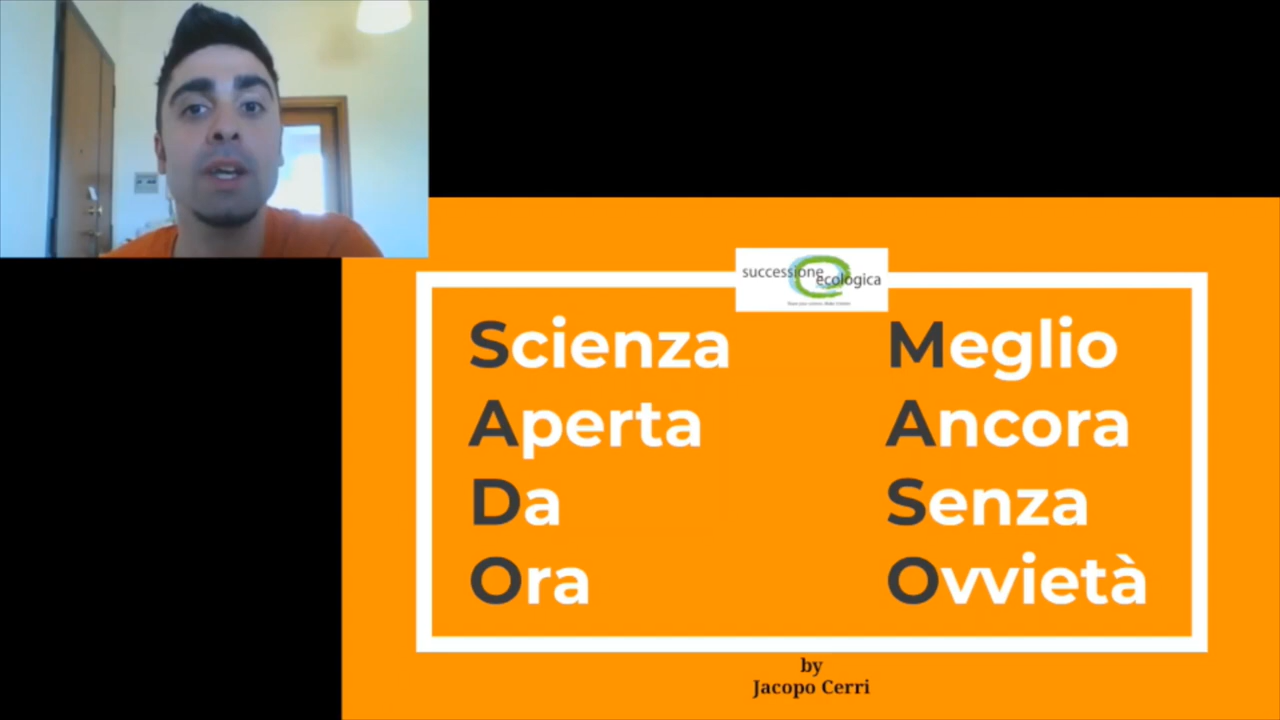 successione
ecologica
Scienza
Aperta
Da
Ora
Meglio
Ancora
Senza
Ovvietà
by
Jacopo Cerri